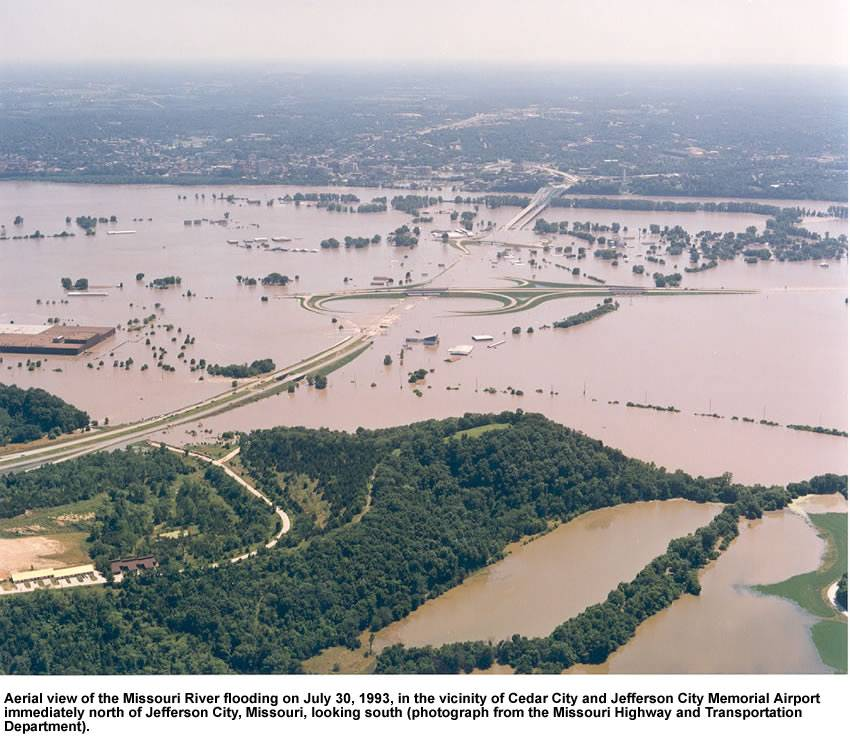 Aerial view of the Missouri River flooding on July 30, 1993, in the vicinity of Cedar City and Jefferson City Memorial Airport
immediately north of Jefferson City, Missouri, looking south (photograph from the Missouri Highway and Transportation
Department).